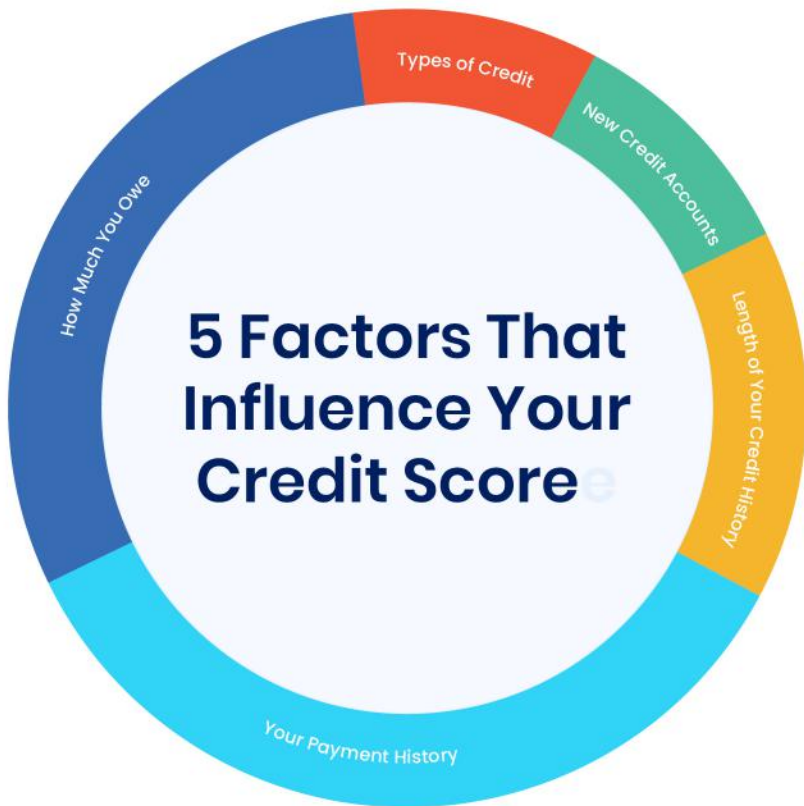 Types of Credit
New Credit Accounts
How Much You Owe
Length of Your Credit History
5 Factors That
Influence Your
Credit Scoree
Your Payment History